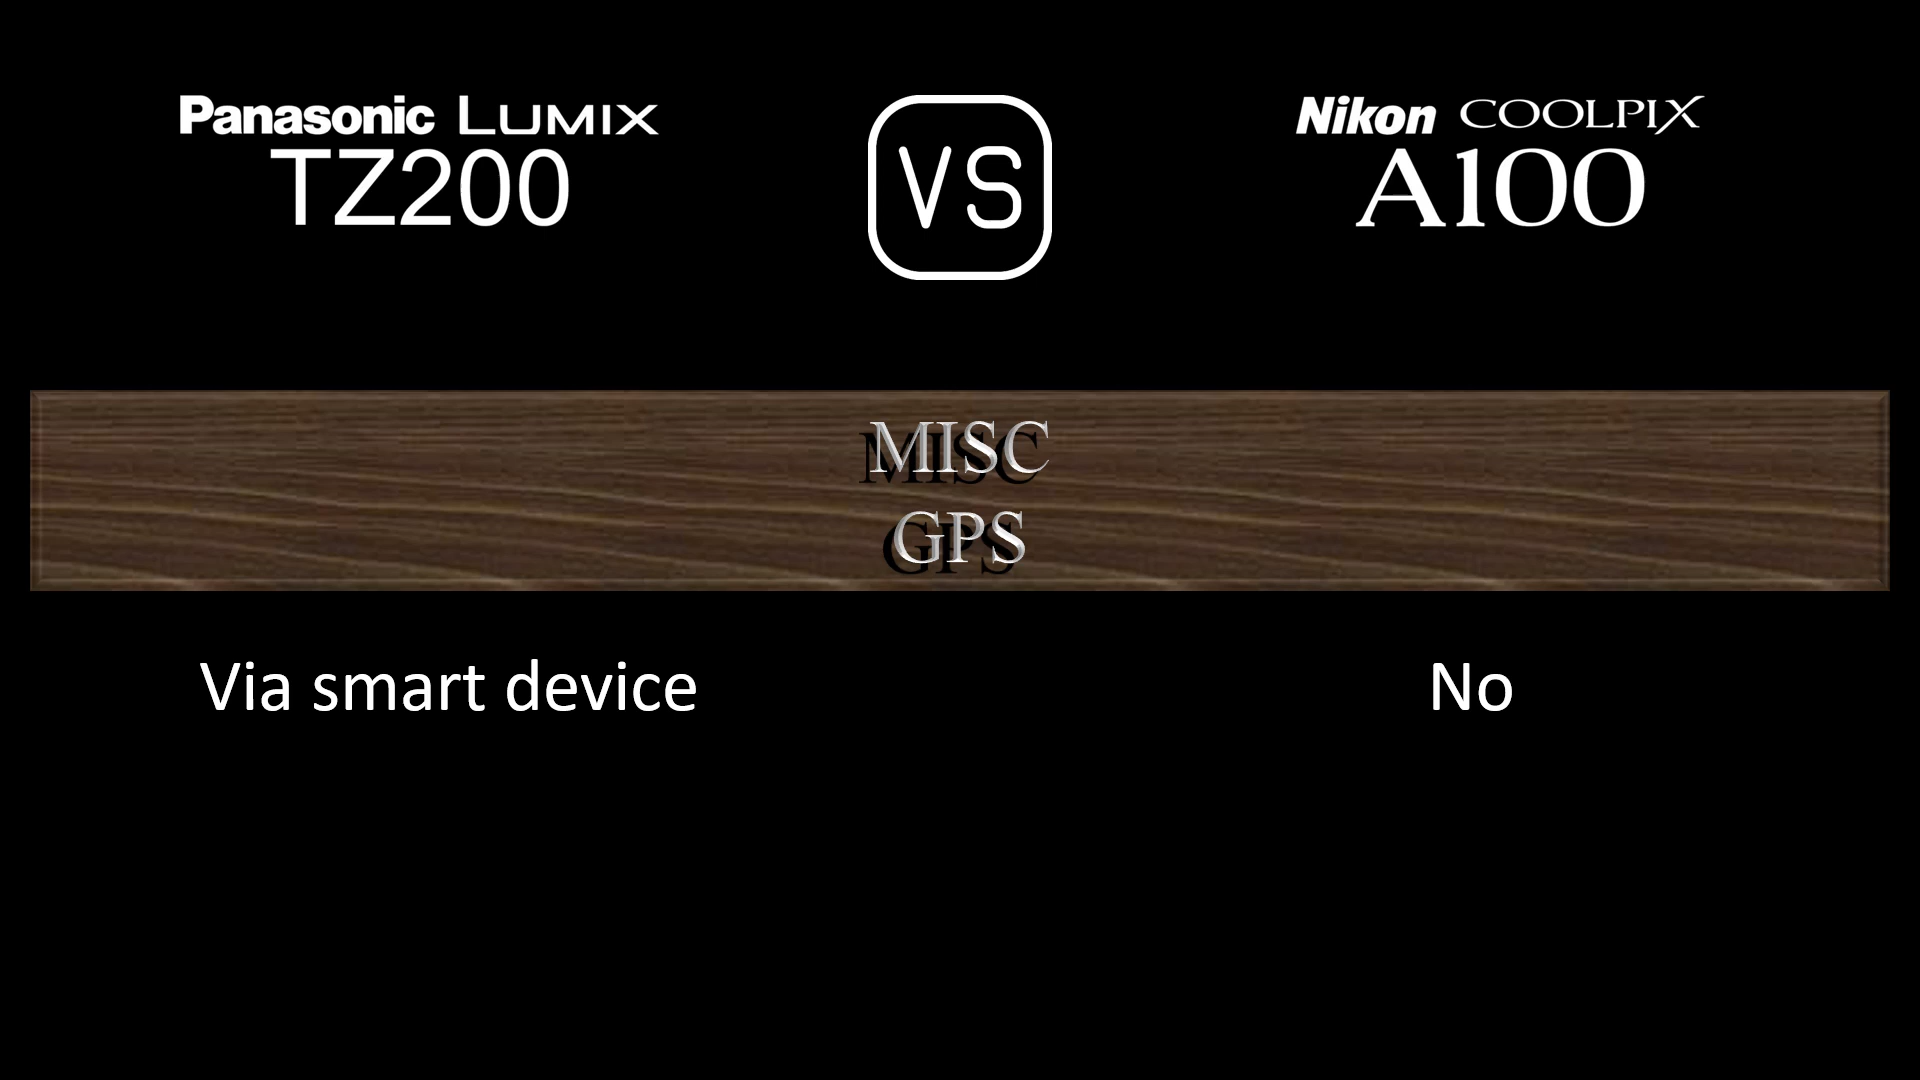 Panasonic LUMIX
TZ200
VS
Nikon COOLPIX
A100
MISC
GPS
Via smart device
No